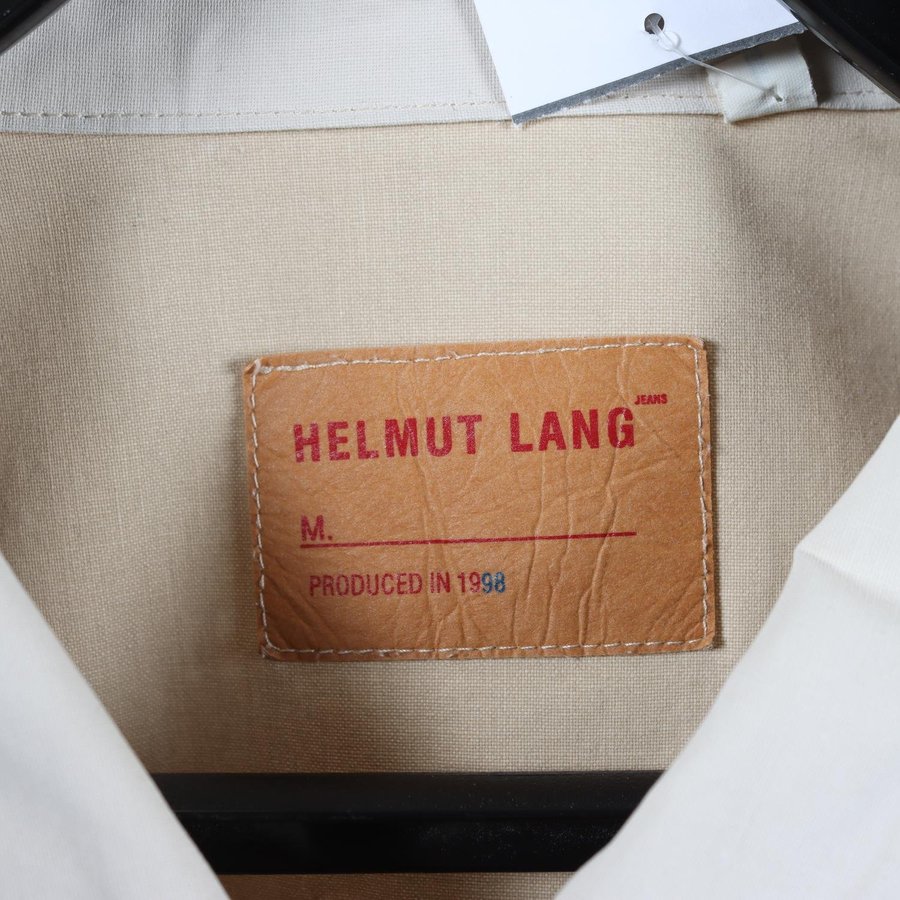 HELMUT LANG JEANS
M.
PRODUCED IN 1998